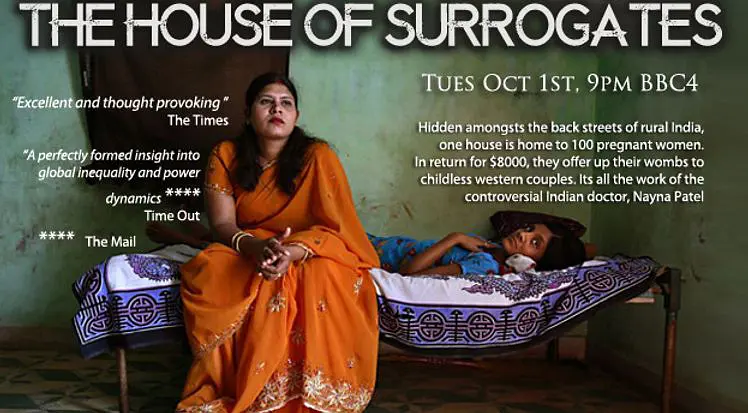 THE HOUSE OF SURROGATES
TUES OCT 1ST, 9PM BBC4
"Excellent and thought provoking"
The Times
"A perfectly formed insight into
global inequality and power
dynamics ****
Time Out
**** The Mail
Hidden amongsts the back streets of rural India,
one house is home to 100 pregnant women.
In return for $8000, they offer up their wombs to
childless western couples. Its all the work of the
controversial Indian doctor, Nayna Patel